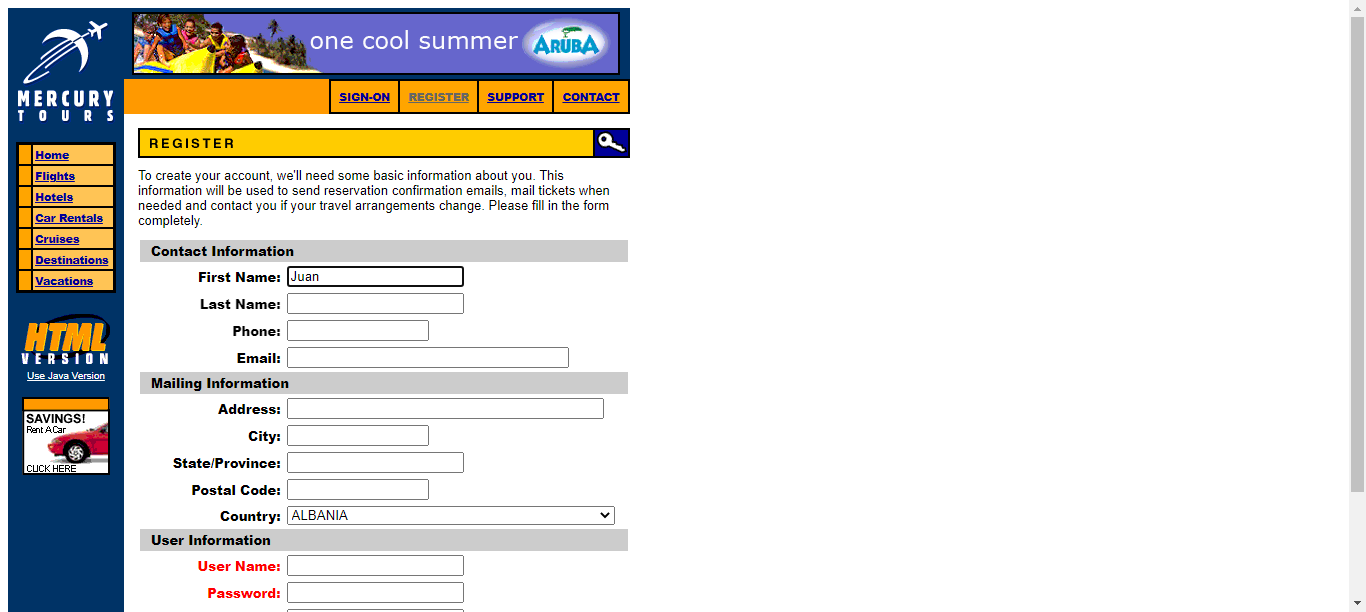 one cool summer ARUBA
MERCURY
TOURS
SIGN-ON REGISTER SUPPORT CONTACT
Home
Flights
Hotels
Car Rentals
Cruises
Destinations
Vacations
HTML
VERSION
Use Java Version
SAVINGS!
Rent A Car
CLICK HERE
REGISTER
To create your account, we'll need some basic information about you. This
information will be used to send reservation confirmation emails, mail tickets when
needed and contact you if your travel arrangements change. Please fill in the form
completely.
Contact Information
First Name: Juan
Last Name:
Phone:
Email:
Mailing Information
Address:
City:
State/Province:
Postal Code:
Country: ALBANIA
User Information
User Name:
Password: